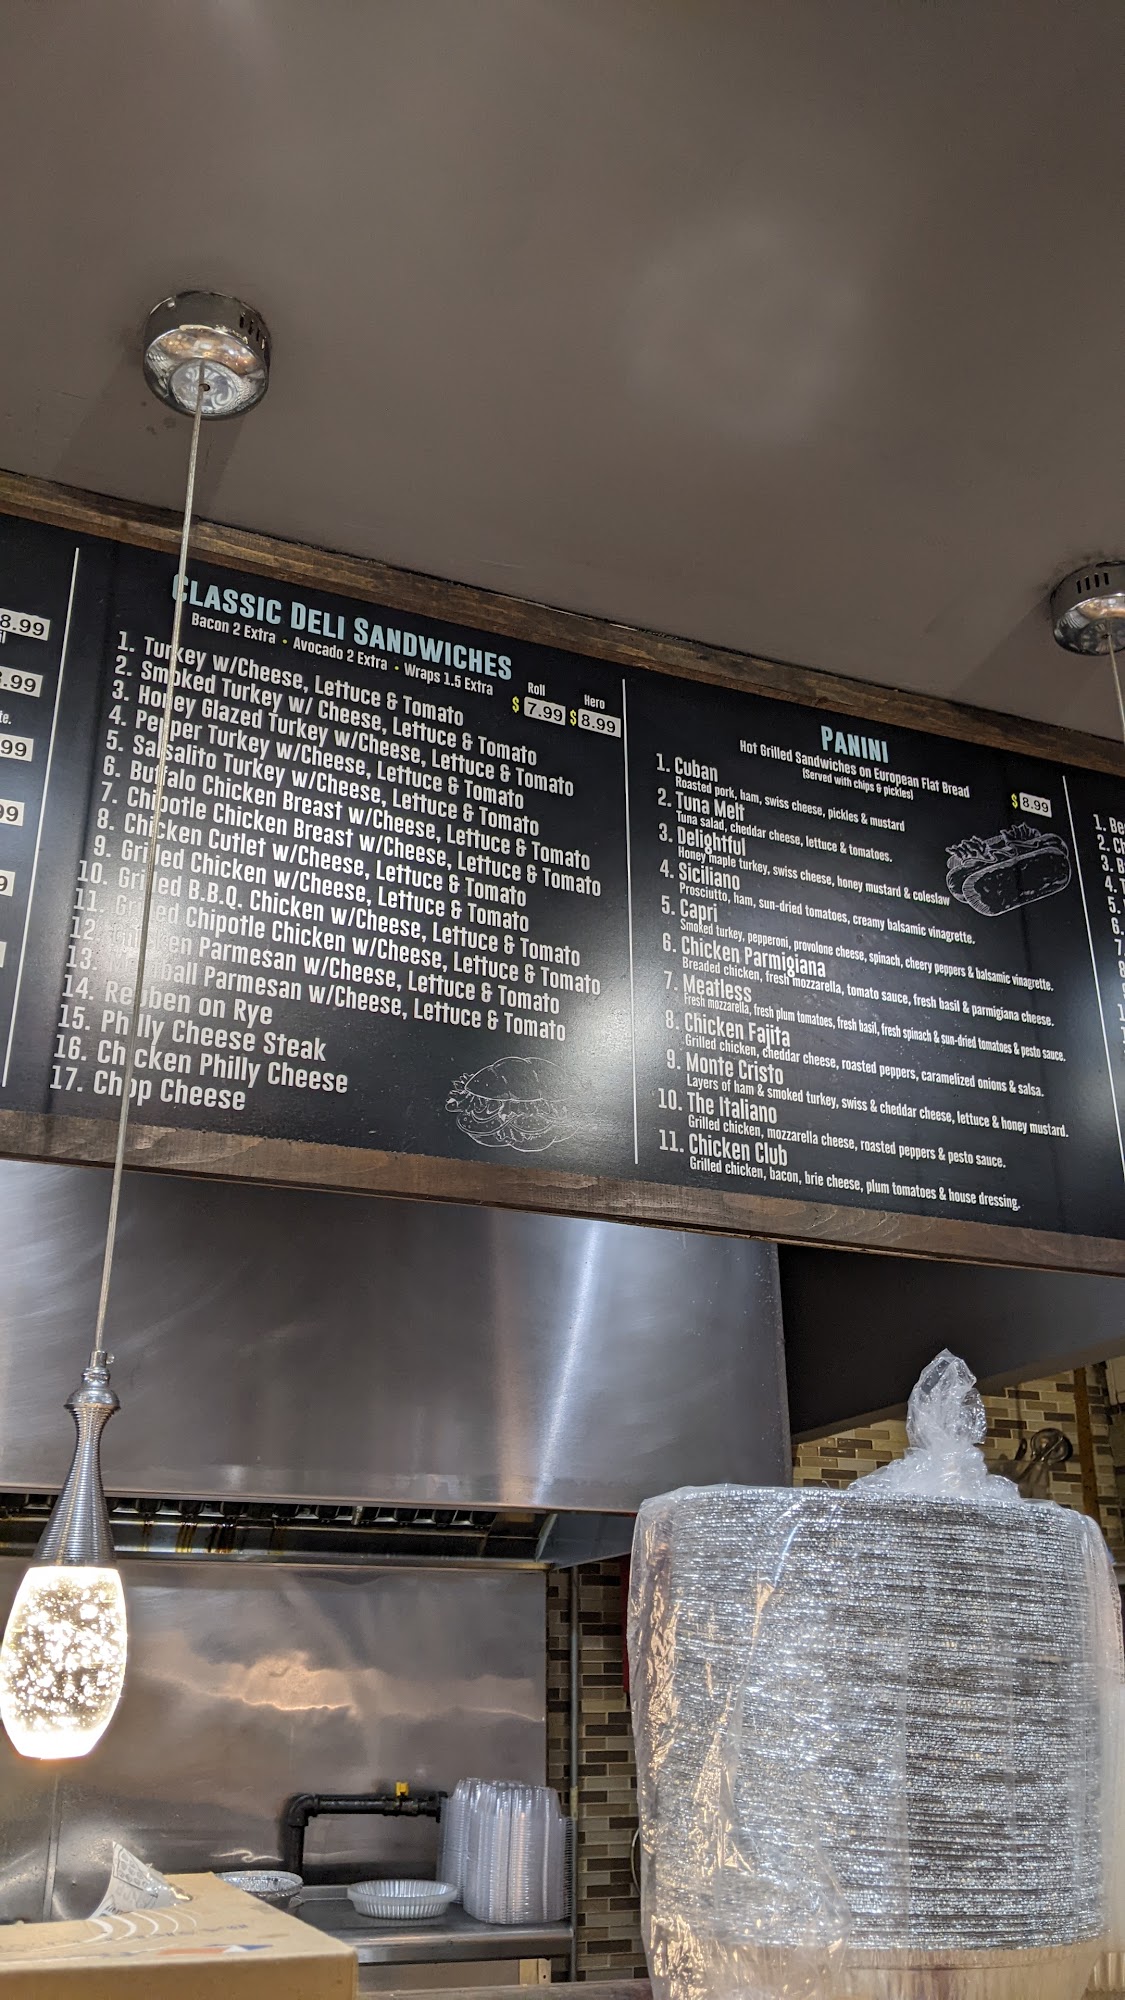 8.99
.99
99
99
9
Classic Deli Sandwiches
Bacon 2 Extra • Avocado 2 Extra • Wraps 1.5 Extra
Roll Hero
$ 7.99 $ 8.99
1. Turkey w/Cheese, Lettuce & Tomato
2. Smoked Turkey w/ Cheese, Lettuce & Tomato
3. Honey Glazed Turkey w/Cheese, Lettuce & Tomato
4. Pepper Turkey w/Cheese, Lettuce & Tomato
5. Salsalito Turkey w/Cheese, Lettuce & Tomato
6. Buffalo Chicken Breast w/Cheese, Lettuce & Tomato
7. Chipotle Chicken Breast w/Cheese, Lettuce & Tomato
8. Chicken Cutlet w/Cheese, Lettuce & Tomato
9. Grilled Chicken w/Cheese, Lettuce & Tomato
10. Grilled B.B.Q. Chicken w/Cheese, Lettuce & Tomato
11. Grilled Chipotle Chicken w/Cheese, Lettuce & Tomato
12. Chicken Parmesan w/Cheese, Lettuce & Tomato
13. Meatball Parmesan w/Cheese, Lettuce & Tomato
14. Reuben on Rye
15. Philly Cheese Steak
16. Chicken Philly Cheese
17. Chop Cheese
Panini
Hot Grilled Sandwiches on European Flat Bread
(Served with chips & pickles)
$ 8.99
1. Cuban
Roasted pork, ham, swiss cheese, pickles & mustard
2. Tuna Melt
Tuna salad, cheddar cheese, lettuce & tomatoes.
3. Delightful
Honey maple turkey, swiss cheese, honey mustard & coleslaw
4. Siciliano
Prosciutto, ham, sun-dried tomatoes, creamy balsamic vinagrette.
5. Capri
Smoked turkey, pepperoni, provolone cheese, spinach, cheery peppers & balsamic vinagrette.
6. Chicken Parmigiana
Breaded chicken, fresh mozzarella, tomato sauce, fresh basil & parmigiana cheese.
7. Meatless
Fresh mozzarella, fresh plum tomatoes, fresh basil, fresh spinach & sun-dried tomatoes & pesto sauce.
8. Chicken Fajita
Grilled chicken, cheddar cheese, roasted peppers, caramelized onions & salsa.
9. Monte Cristo
Layers of ham & smoked turkey, swiss & cheddar cheese, lettuce & honey mustard.
10. The Italiano
Grilled chicken, mozzarella cheese, roasted peppers & pesto sauce.
11. Chicken Club
Grilled chicken, bacon, brie cheese, plum tomatoes & house dressing.
1. Be
2. Ch
3. B
4.
5.
6.
7.
8.
9.